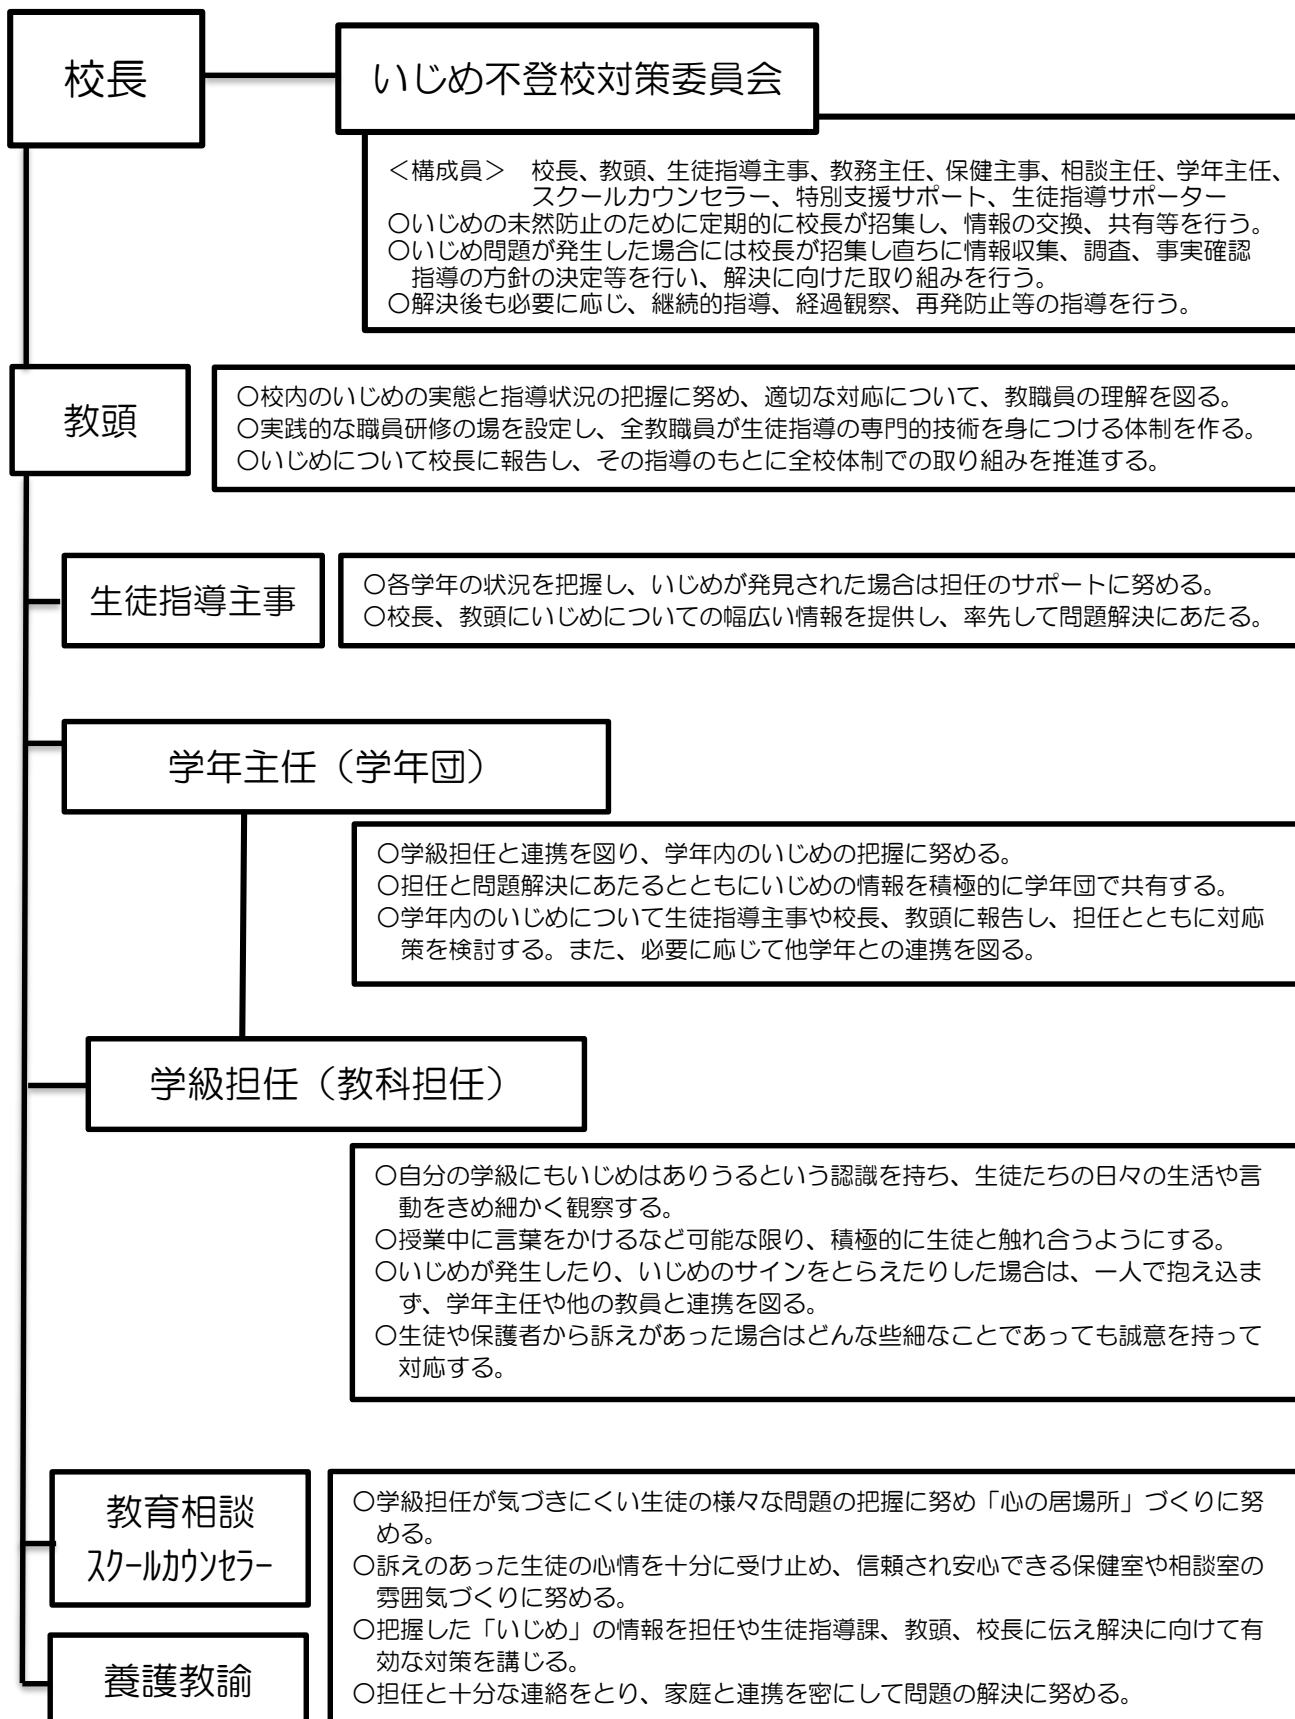 校長
いじめ不登校対策委員会
＜構成員＞　校長、教頭、生徒指導主事、教務主任、保健主事、相談主任、学年主任、
スクールカウンセラー、特別支援サポート、生徒指導サポーター
〇いじめの未然防止のために定期的に校長が招集し、情報の交換、共有等を行う。
〇いじめ問題が発生した場合には校長が招集し直ちに情報収集、調査、事実確認
指導の方針の決定等を行い、解決に向けた取り組みを行う。
〇解決後も必要に応じ、継続的指導、経過観察、再発防止等の指導を行う。
教頭
〇校内のいじめの実態と指導状況の把握に努め、適切な対応について、教職員の理解を図る。
〇実践的な職員研修の場を設定し、全教職員が生徒指導の専門的技術を身につける体制を作る。
〇いじめについて校長に報告し、その指導のもとに全校体制での取り組みを推進する。
生徒指導主事
〇各学年の状況を把握し、いじめが発見された場合は担任のサポートに努める。
〇校長、教頭にいじめについての幅広い情報を提供し、率先して問題解決にあたる。
学年主任（学年団）
〇学級担任と連携を図り、学年内のいじめの把握に努める。
〇担任と問題解決にあたるとともにいじめの情報を積極的に学年団で共有する。
〇学年内のいじめについて生徒指導主事や校長、教頭に報告し、担任とともに対応
策を検討する。また、必要に応じて他学年との連携を図る。
学級担任（教科担任）
〇自分の学級にもいじめはありうるという認識を持ち、生徒たちの日々の生活や言
動をきめ細かく観察する。
〇授業中に言葉をかけるなど可能な限り、積極的に生徒と触れ合うようにする。
〇いじめが発生したり、いじめのサインをとらえたりした場合は、一人で抱え込ま
ず、学年主任や他の教員と連携を図る。
〇生徒や保護者から訴えがあった場合はどんな些細なことであっても誠意を持って
対応する。
教育相談
スクールカウンセラー
〇学級担任が気づきにくい生徒の様々な問題の把握に努め「心の居場所」づくりに努
める。
〇訴えのあった生徒の心情を十分に受け止め、信頼され安心できる保健室や相談室の
雰囲気づくりに努める。
〇把握した「いじめ」の情報を担任や生徒指導課、教頭、校長に伝え解決に向けて有
効な対策を講じる。
〇担任と十分な連絡をとり、家庭と連携を密にして問題の解決に努める。
養護教諭